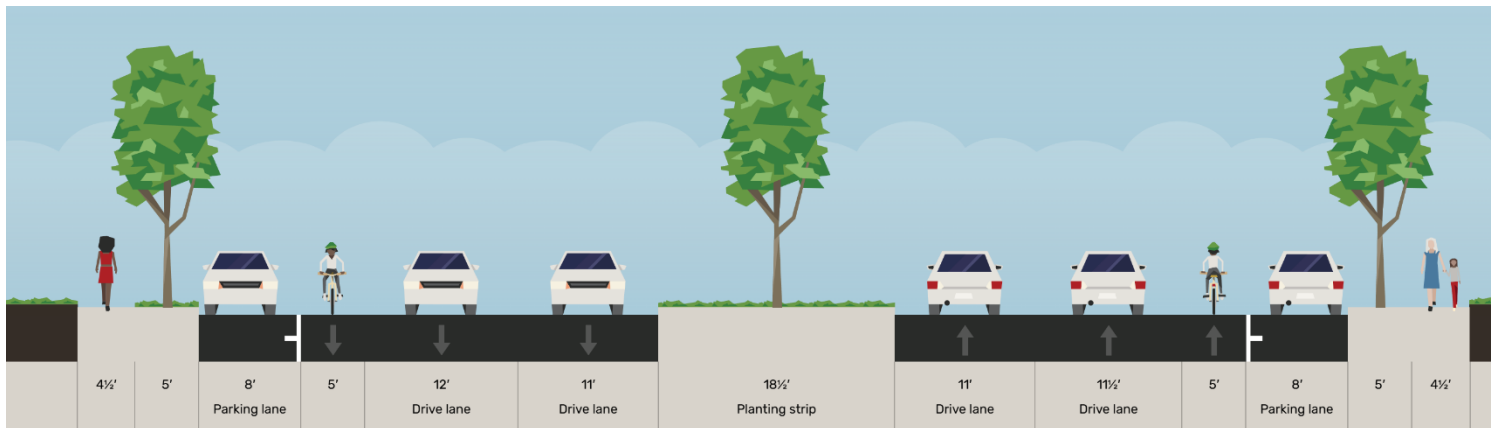 4½′ 5′ 8′ 5′ 12′ 11′ 18½′ 11′ 11½′ 5′ 8′ 5′ 4½′
Parking lane Drive lane Drive lane Planting strip Drive lane Drive lane Parking lane